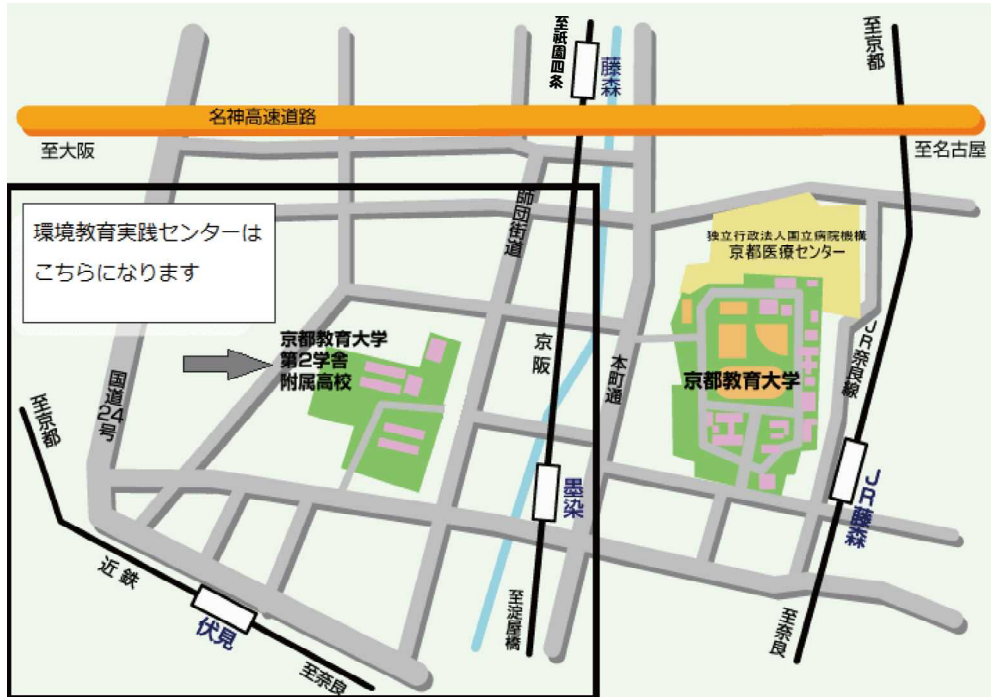 至祇園四条
藤森
至京都
名神高速道路
至大阪
至名古屋
環境教育実践センターは
こちらになります
師団街道
独立行政法人国立病院機構
京都医療センター
京都教育大学
第2学舎
附属高校
京阪
本町通
京都教育大学
JR奈良線
国道24号
至京都
墨染
JR藤森
近鉄
伏見
至奈良
至淀屋橋
至奈良